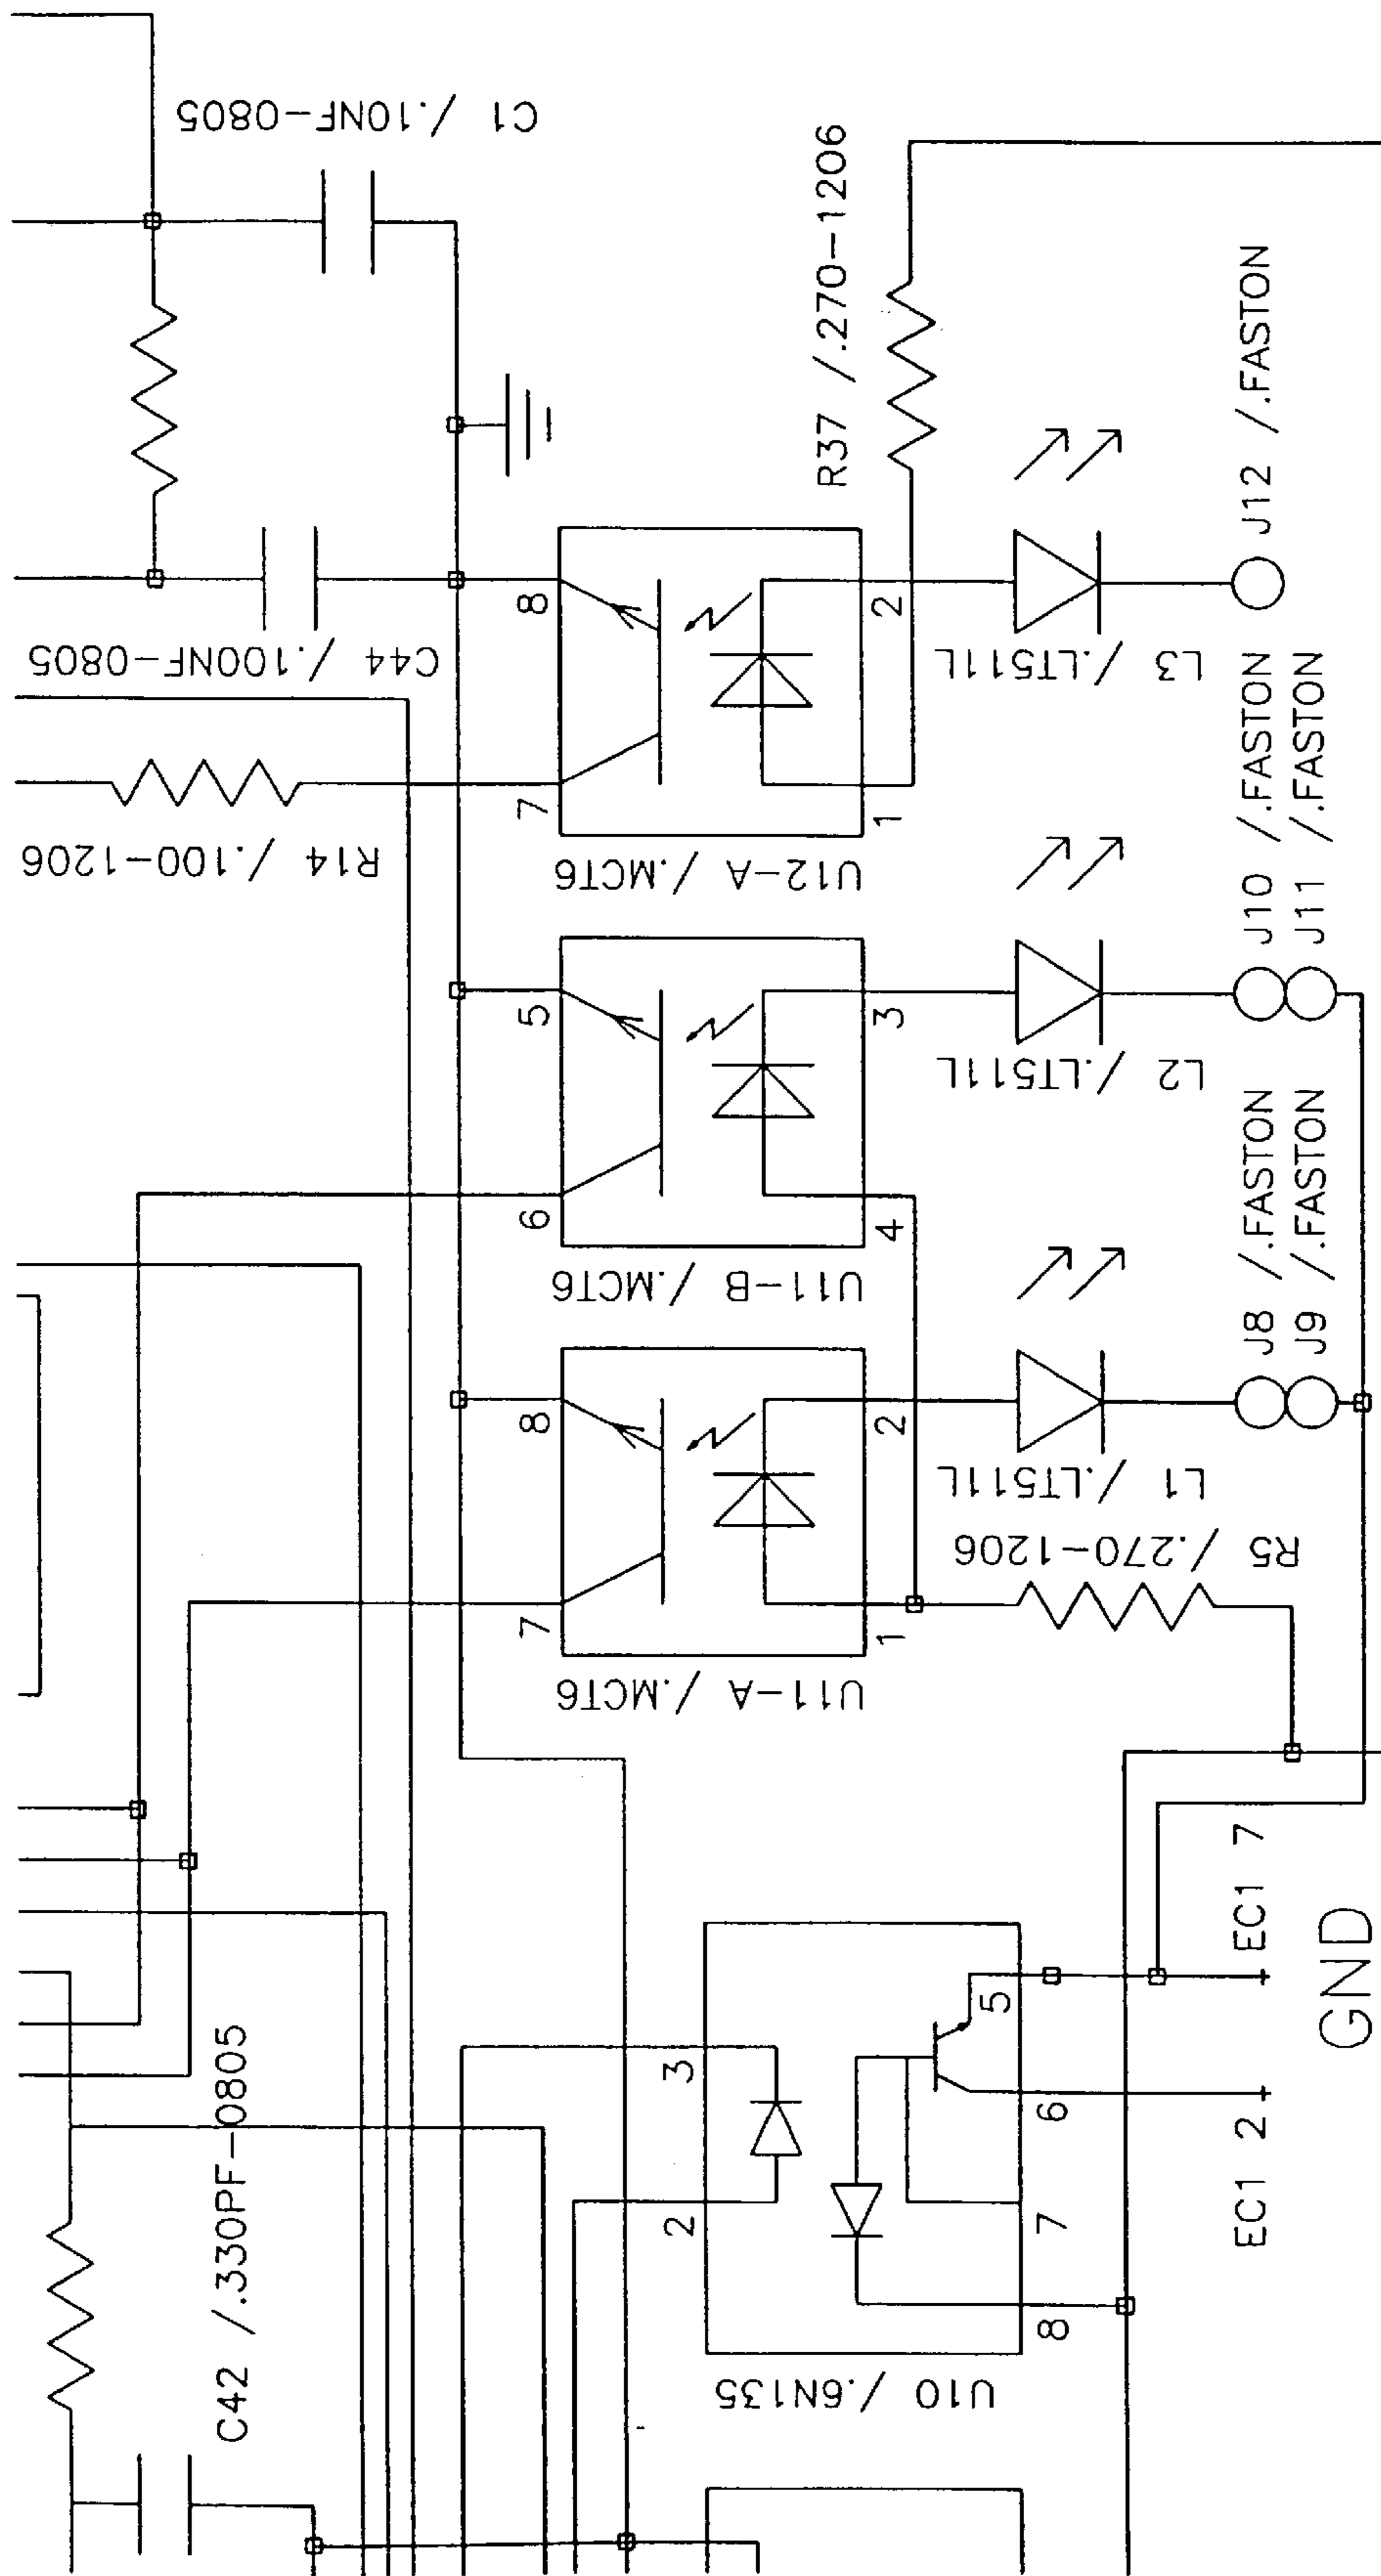 C1 /.10NF-0805
C44 /.100NF-0805
R37 /.270-1206
R14 /.100-1206
8
7
2
1
U12-A /.MCT6
L3 /.LT511L
J12 /.FASTON
5
6
3
4
U11-B /.MCT6
L2 /.LT511L
J10 /.FASTON
J11 /.FASTON
8
7
2
1
U11-A /.MCT6
L1 /.LT511L
J8 /.FASTON
J9 /.FASTON
R5 /.270-1206
C42 /.330PF-0805
3
2
5
6
7
8
U10 /.6N135
EC1 7
EC1 2
GND